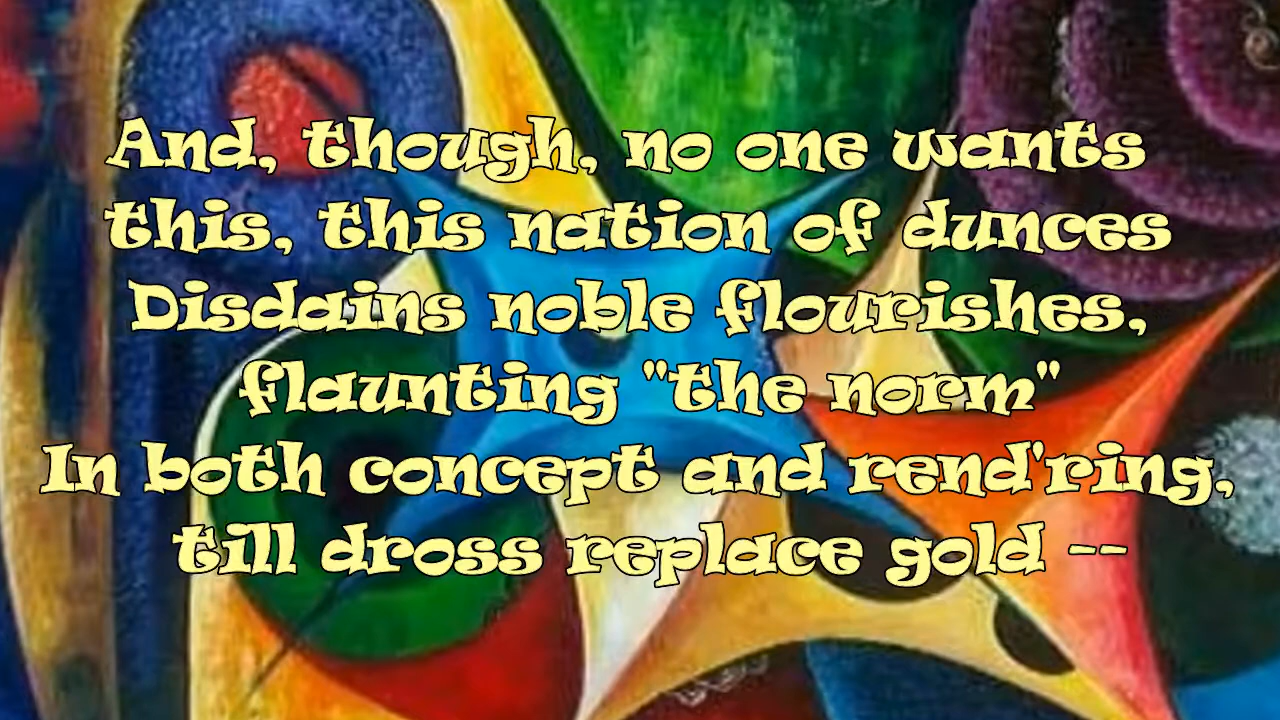 And, though, no one wants
this, this nation of dunces
Disdains noble flourishes,
flaunting "the norm"
In both concept and rend'ring,
till dross replace gold --